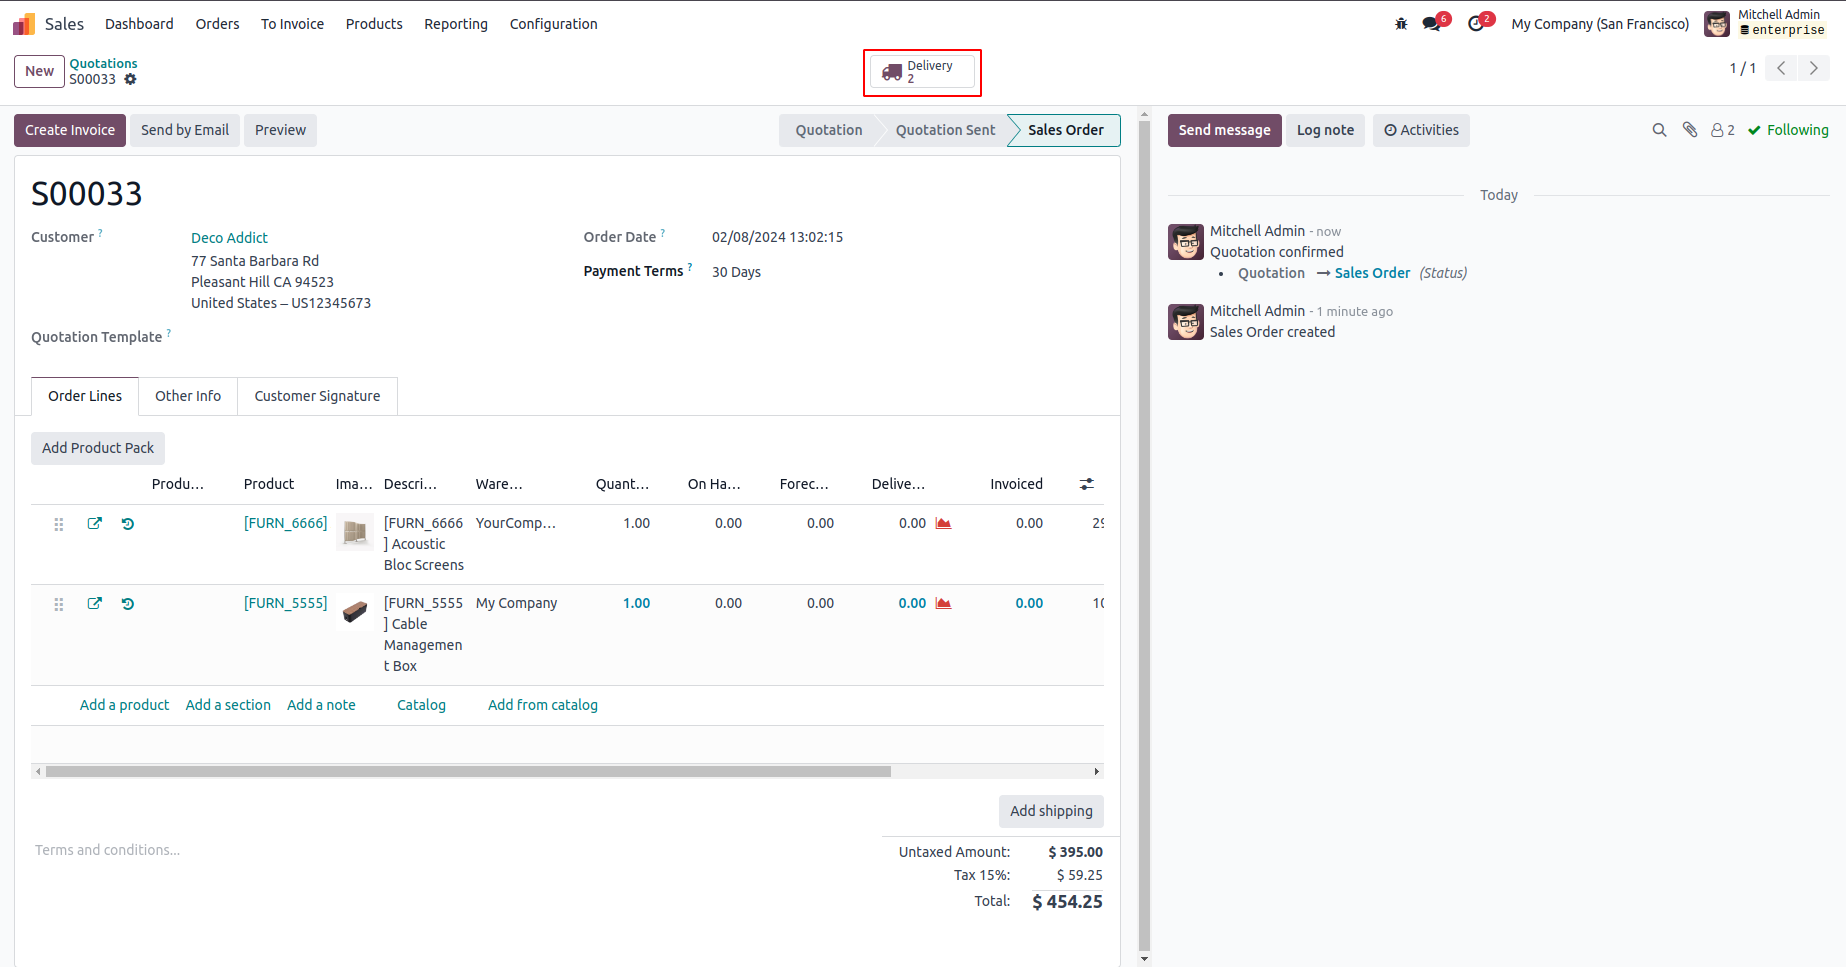 Sales Dashboard Orders To Invoice Products Reporting Configuration 6 2 My Company (San Francisco) Mitchell Admin
enterprise
New Quotations
S00033
Delivery
2
1 / 1
Create Invoice Send by Email Preview Quotation Quotation Sent Sales Order
S00033
Customer ? Deco Addict
77 Santa Barbara Rd
Pleasant Hill CA 94523
United States – US12345673
Order Date ? 02/08/2024 13:02:15
Payment Terms ? 30 Days
Quotation Template ?
Order Lines Other Info Customer Signature
Add Product Pack
Produ... Product Ima... Descri... Ware... Quant... On Ha... Forec... Delive... Invoiced
[FURN_6666] [FURN_6666 YourComp... 1.00 0.00 0.00 0.00 0.00 29
] Acoustic
Bloc Screens
[FURN_5555] [FURN_5555 My Company 1.00 0.00 0.00 0.00 0.00
] Cable
Managemen
t Box
Add a product Add a section Add a note Catalog Add from catalog
Add shipping
Terms and conditions...
Untaxed Amount: $ 395.00
Tax 15%: $ 59.25
Total: $ 454.25
Send message Log note Activities 2 Following
Today
Mitchell Admin - now
Quotation confirmed
• Quotation → Sales Order (Status)
Mitchell Admin - 1 minute ago
Sales Order created